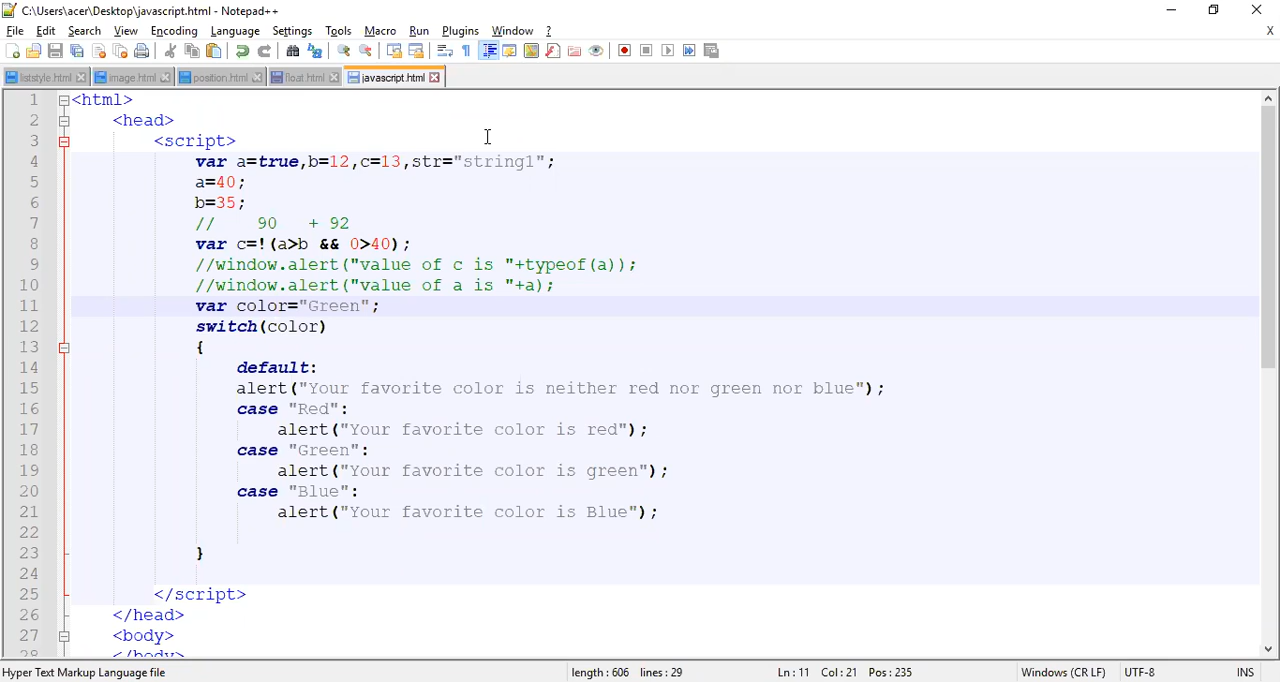 C:\Users\acer\Desktop\javascript.html - Notepad++
File Edit Search View Encoding Language Settings Tools Macro Run Plugins Window ? X
liststyle.html image.html position.html float.html javascript.html
1 <html>
2 <head>
3 <script>
4 var a=true,b=12,c=13,str="string1";
5 a=40;
6 b=35;
7 // 90 + 92
8 var c=!(a>b && 0>40);
9 //window.alert("value of c is "+typeof(a));
10 //window.alert("value of a is "+a);
11 var color="Green";
12 switch(color)
13 {
14 default:
15 alert("Your favorite color is neither red nor green nor blue");
16 case "Red":
17 alert("Your favorite color is red");
18 case "Green":
19 alert("Your favorite color is green");
20 case "Blue":
21 alert("Your favorite color is Blue");
22
23 }
24
25 </script>
26 </head>
27 <body>
28 </body>
Hyper Text Markup Language file length : 606 lines : 29 Ln : 11 Col : 21 Pos : 235 Windows (CR LF) UTF-8 INS